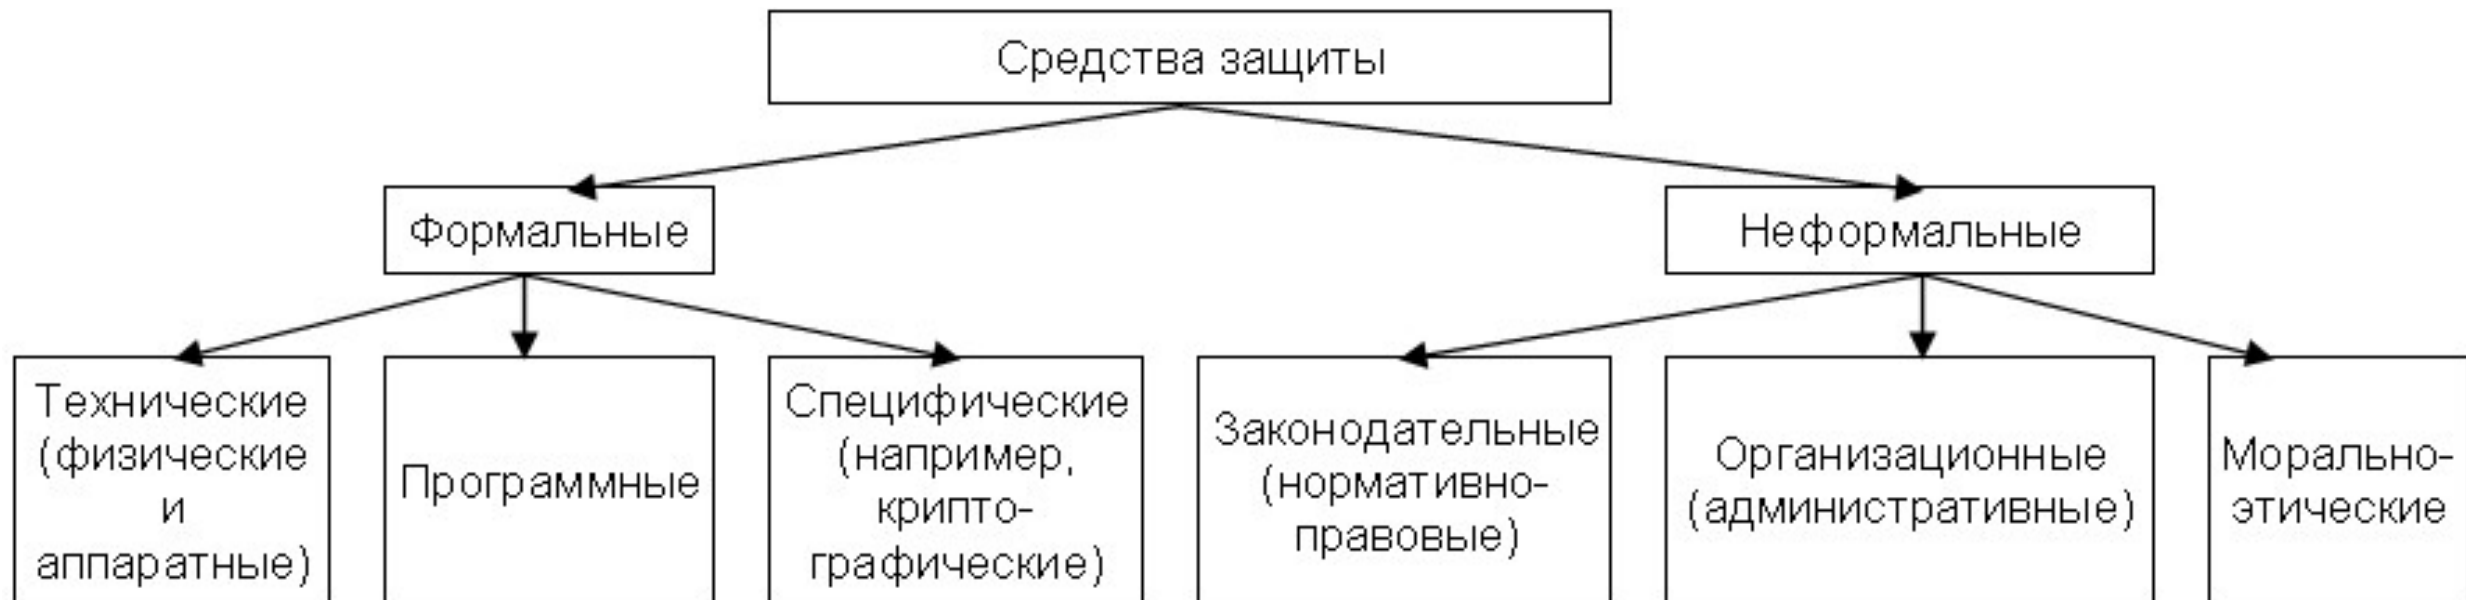 Средства защиты
Формальные
Неформальные
Технические
(физические
и
аппаратные)
Программные
Специфические
(например,
крипто-
графические)
Законодательные
(нормативно-
правовые)
Организационные
(административные)
Морально-
этические